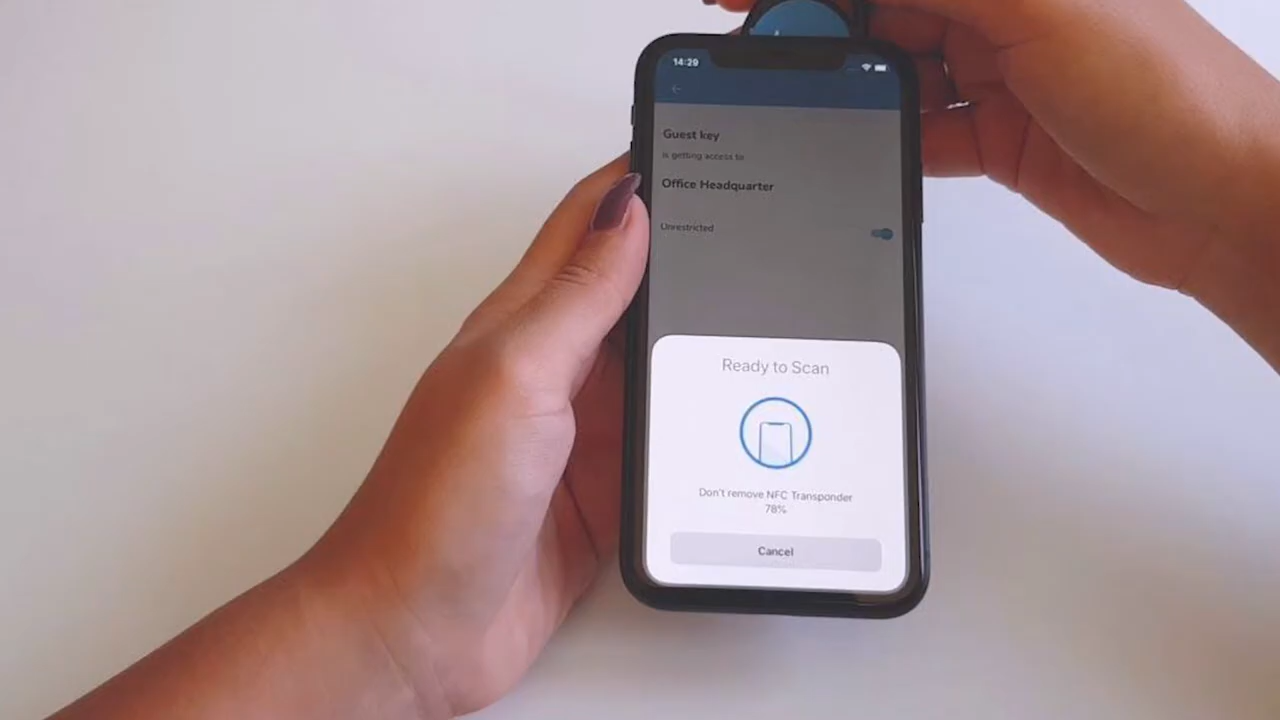 14:29
Guest key
is getting access to
Office Headquarter
Unrestricted
Ready to Scan
Don't remove NFC Transponder
78%
Cancel